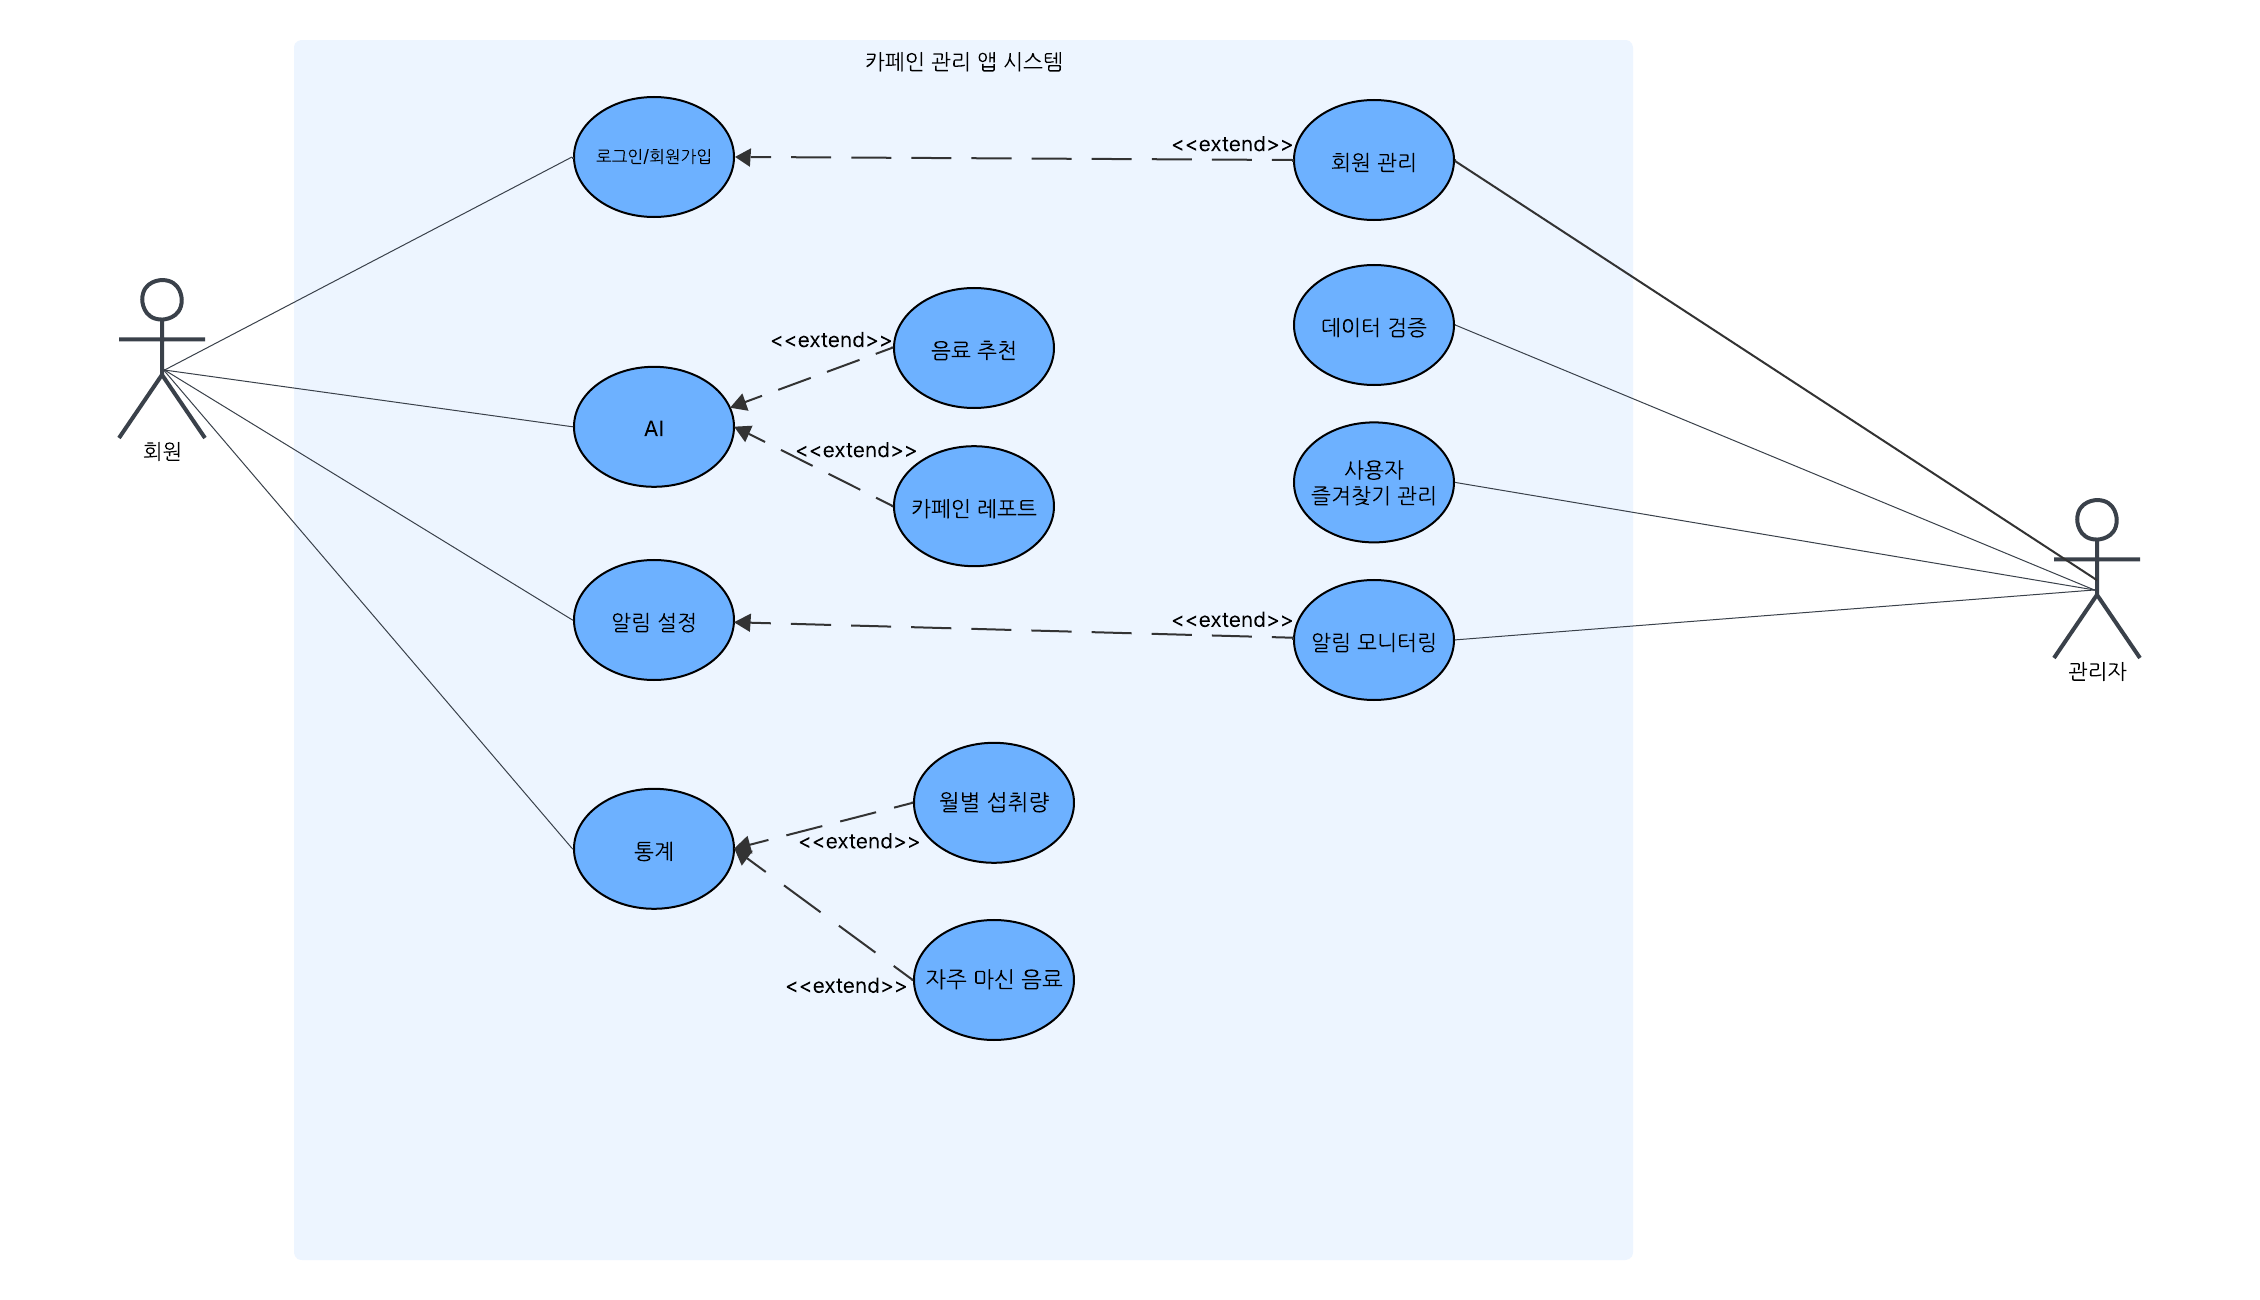 카페인 관리 앱 시스템
로그인/회원가입
<<extend>>
회원 관리
데이터 검증
<<extend>>
음료 추천
AI
회원
<<extend>>
카페인 레포트
사용자
즐겨찾기 관리
알림 설정
<<extend>>
알림 모니터링
관리자
월별 섭취량
<<extend>>
통계
<<extend>>
자주 마신 음료